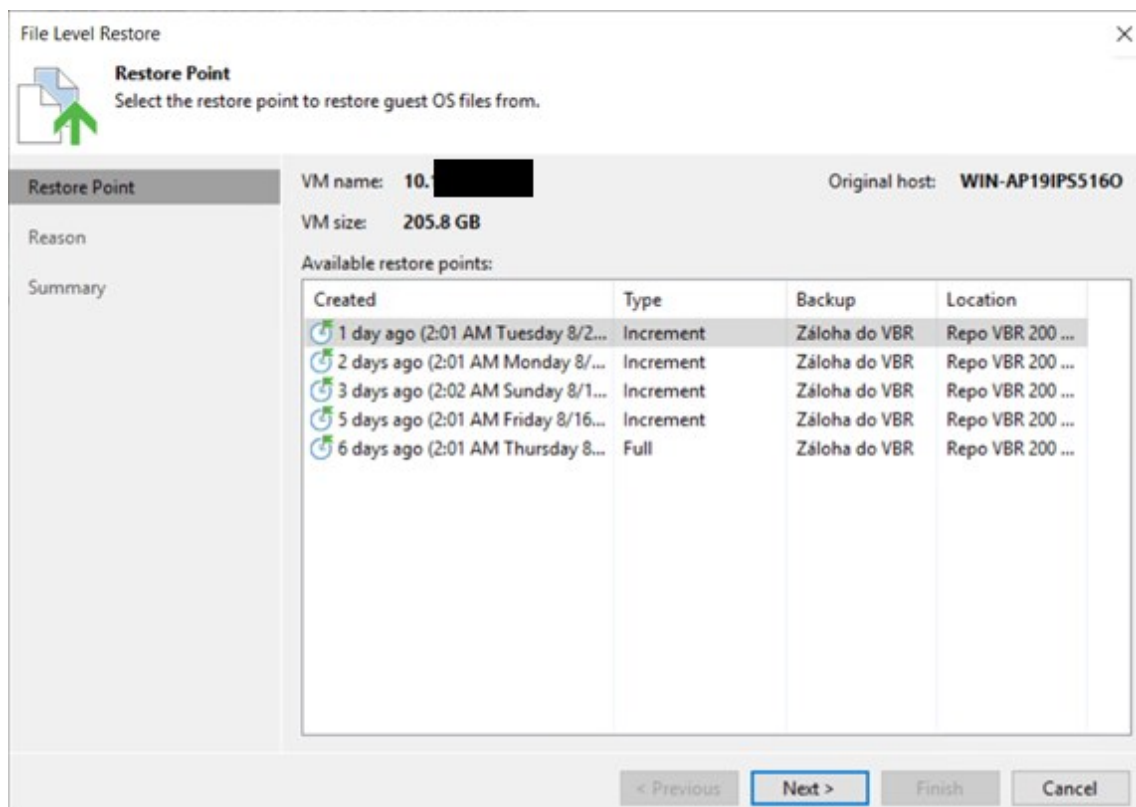 File Level Restore
Restore Point
Select the restore point to restore guest OS files from.
Restore Point
Reason
Summary
VM name: 10. Original host: WIN-AP19IPS516O
VM size: 205.8 GB
Available restore points:
Created Type Backup Location
1 day ago (2:01 AM Tuesday 8/2... Increment Záloha do VBR Repo VBR 200 ...
2 days ago (2:01 AM Monday 8/... Increment Záloha do VBR Repo VBR 200 ...
3 days ago (2:02 AM Sunday 8/1... Increment Záloha do VBR Repo VBR 200 ...
5 days ago (2:01 AM Friday 8/16... Increment Záloha do VBR Repo VBR 200 ...
6 days ago (2:01 AM Thursday 8... Full Záloha do VBR Repo VBR 200 ...
< Previous Next > Finish Cancel